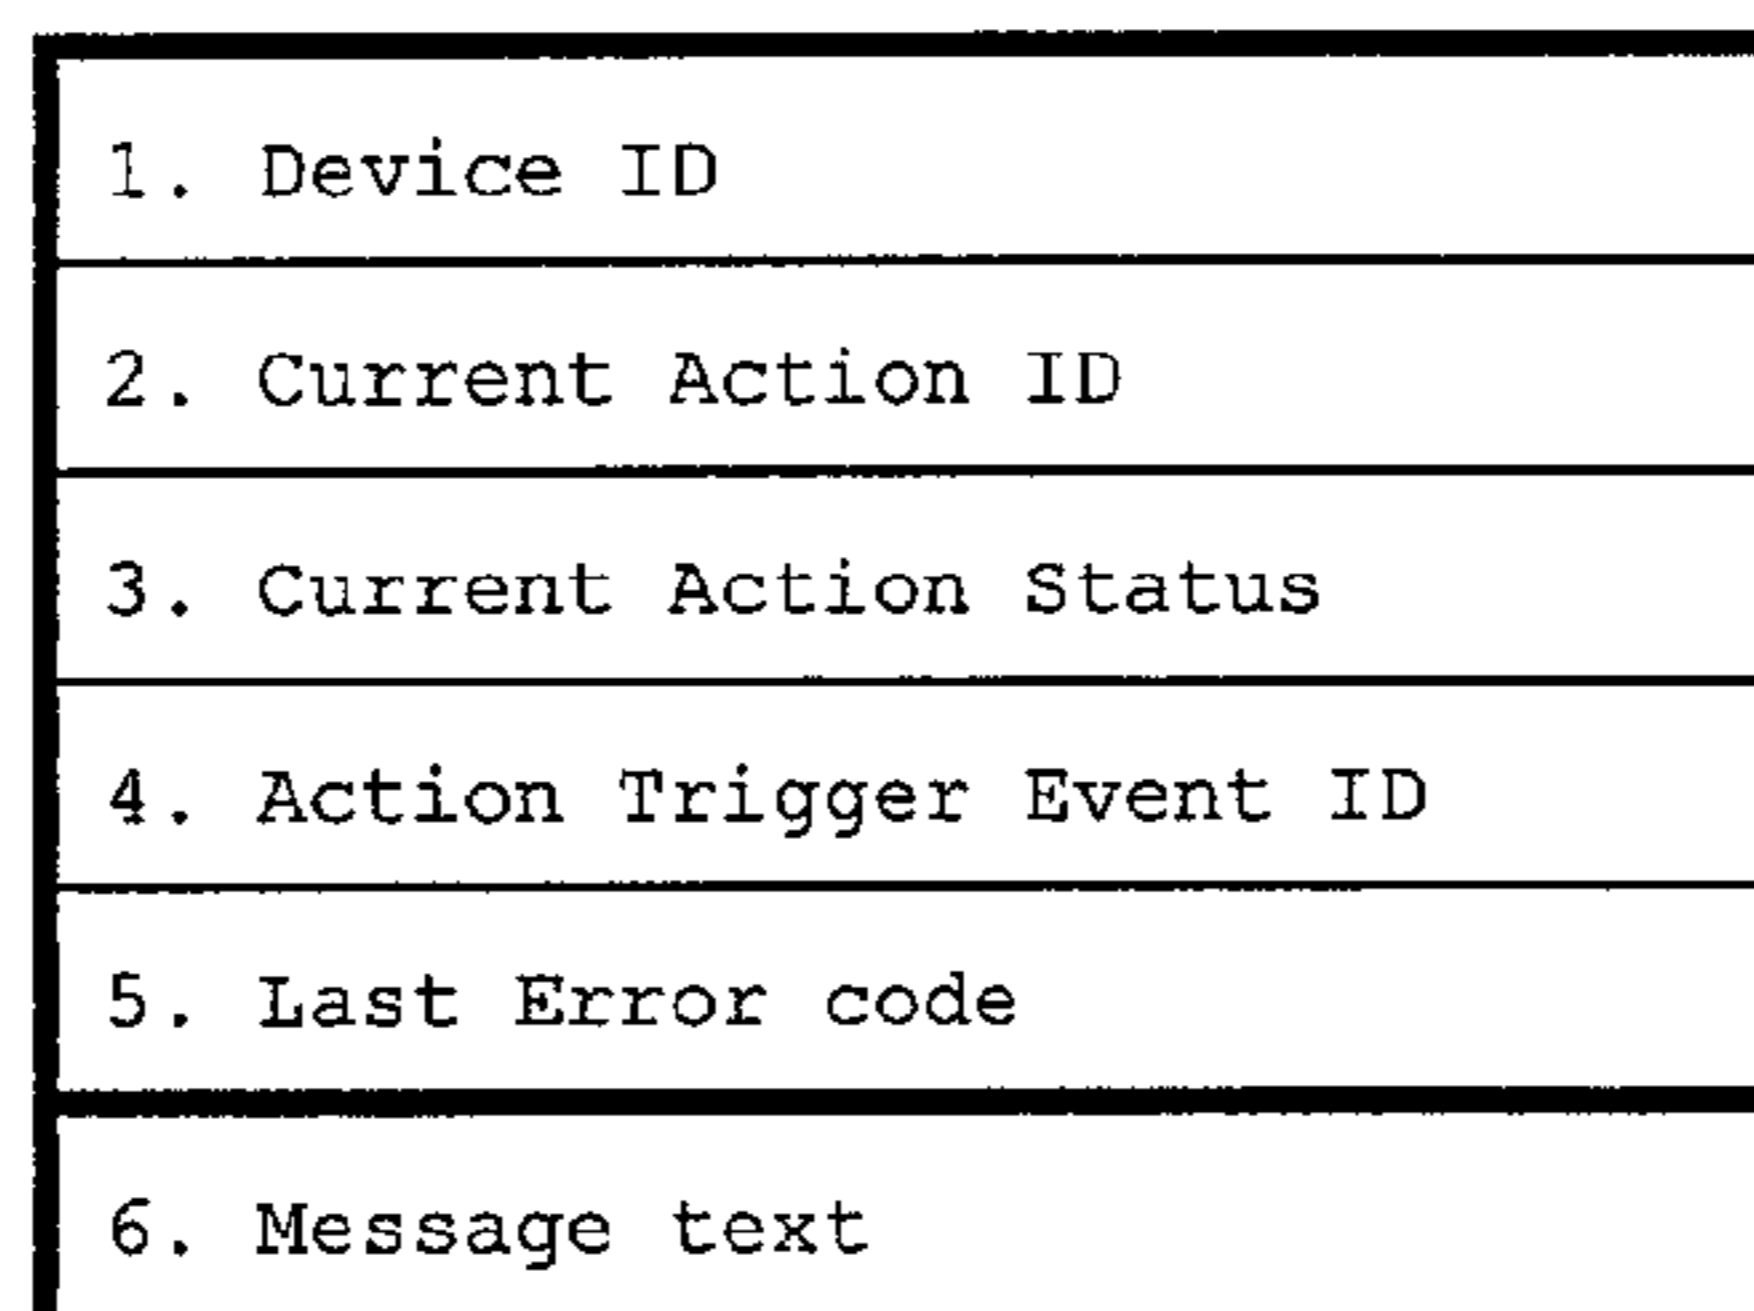 1. Device ID
2. Current Action ID
3. Current Action Status
4. Action Trigger Event ID
5. Last Error code
6. Message text